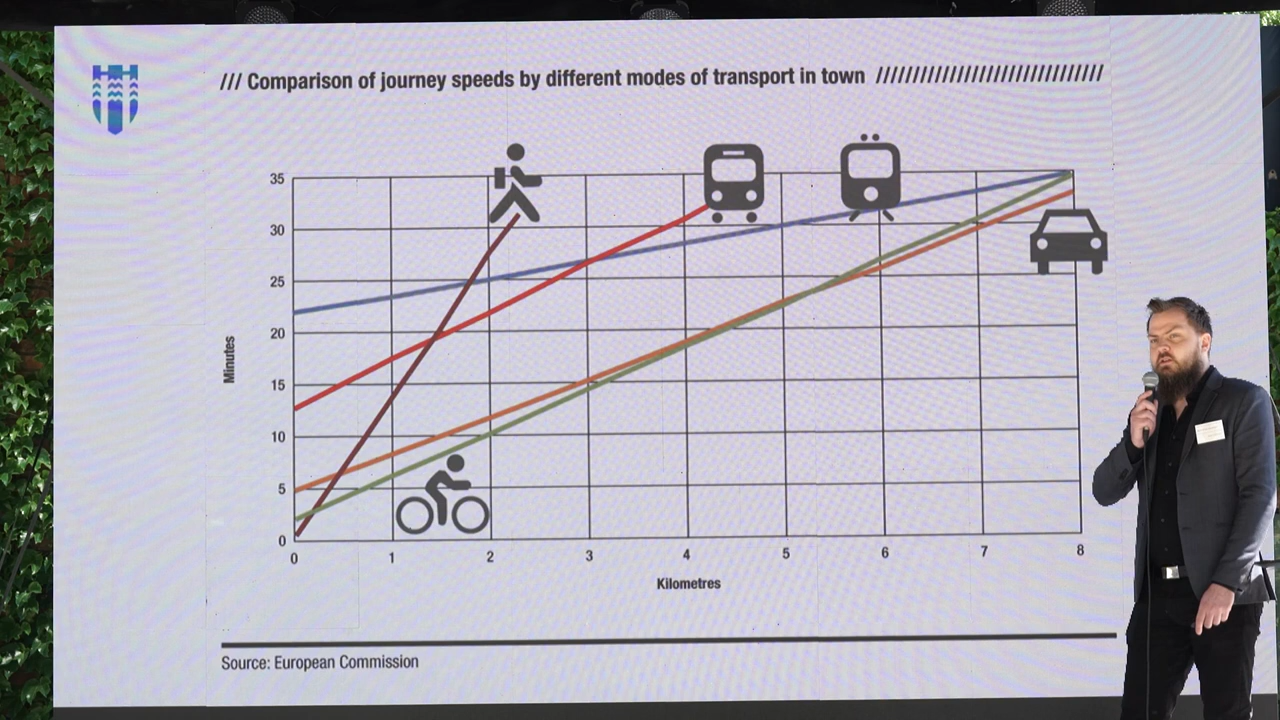 /// Comparison of journey speeds by different modes of transport in town //////////////////////////////
35
30
25
20
15
10
5
0
Minutes
0 1 2 3 4 5 6 7 8
Kilometres
Source: European Commission